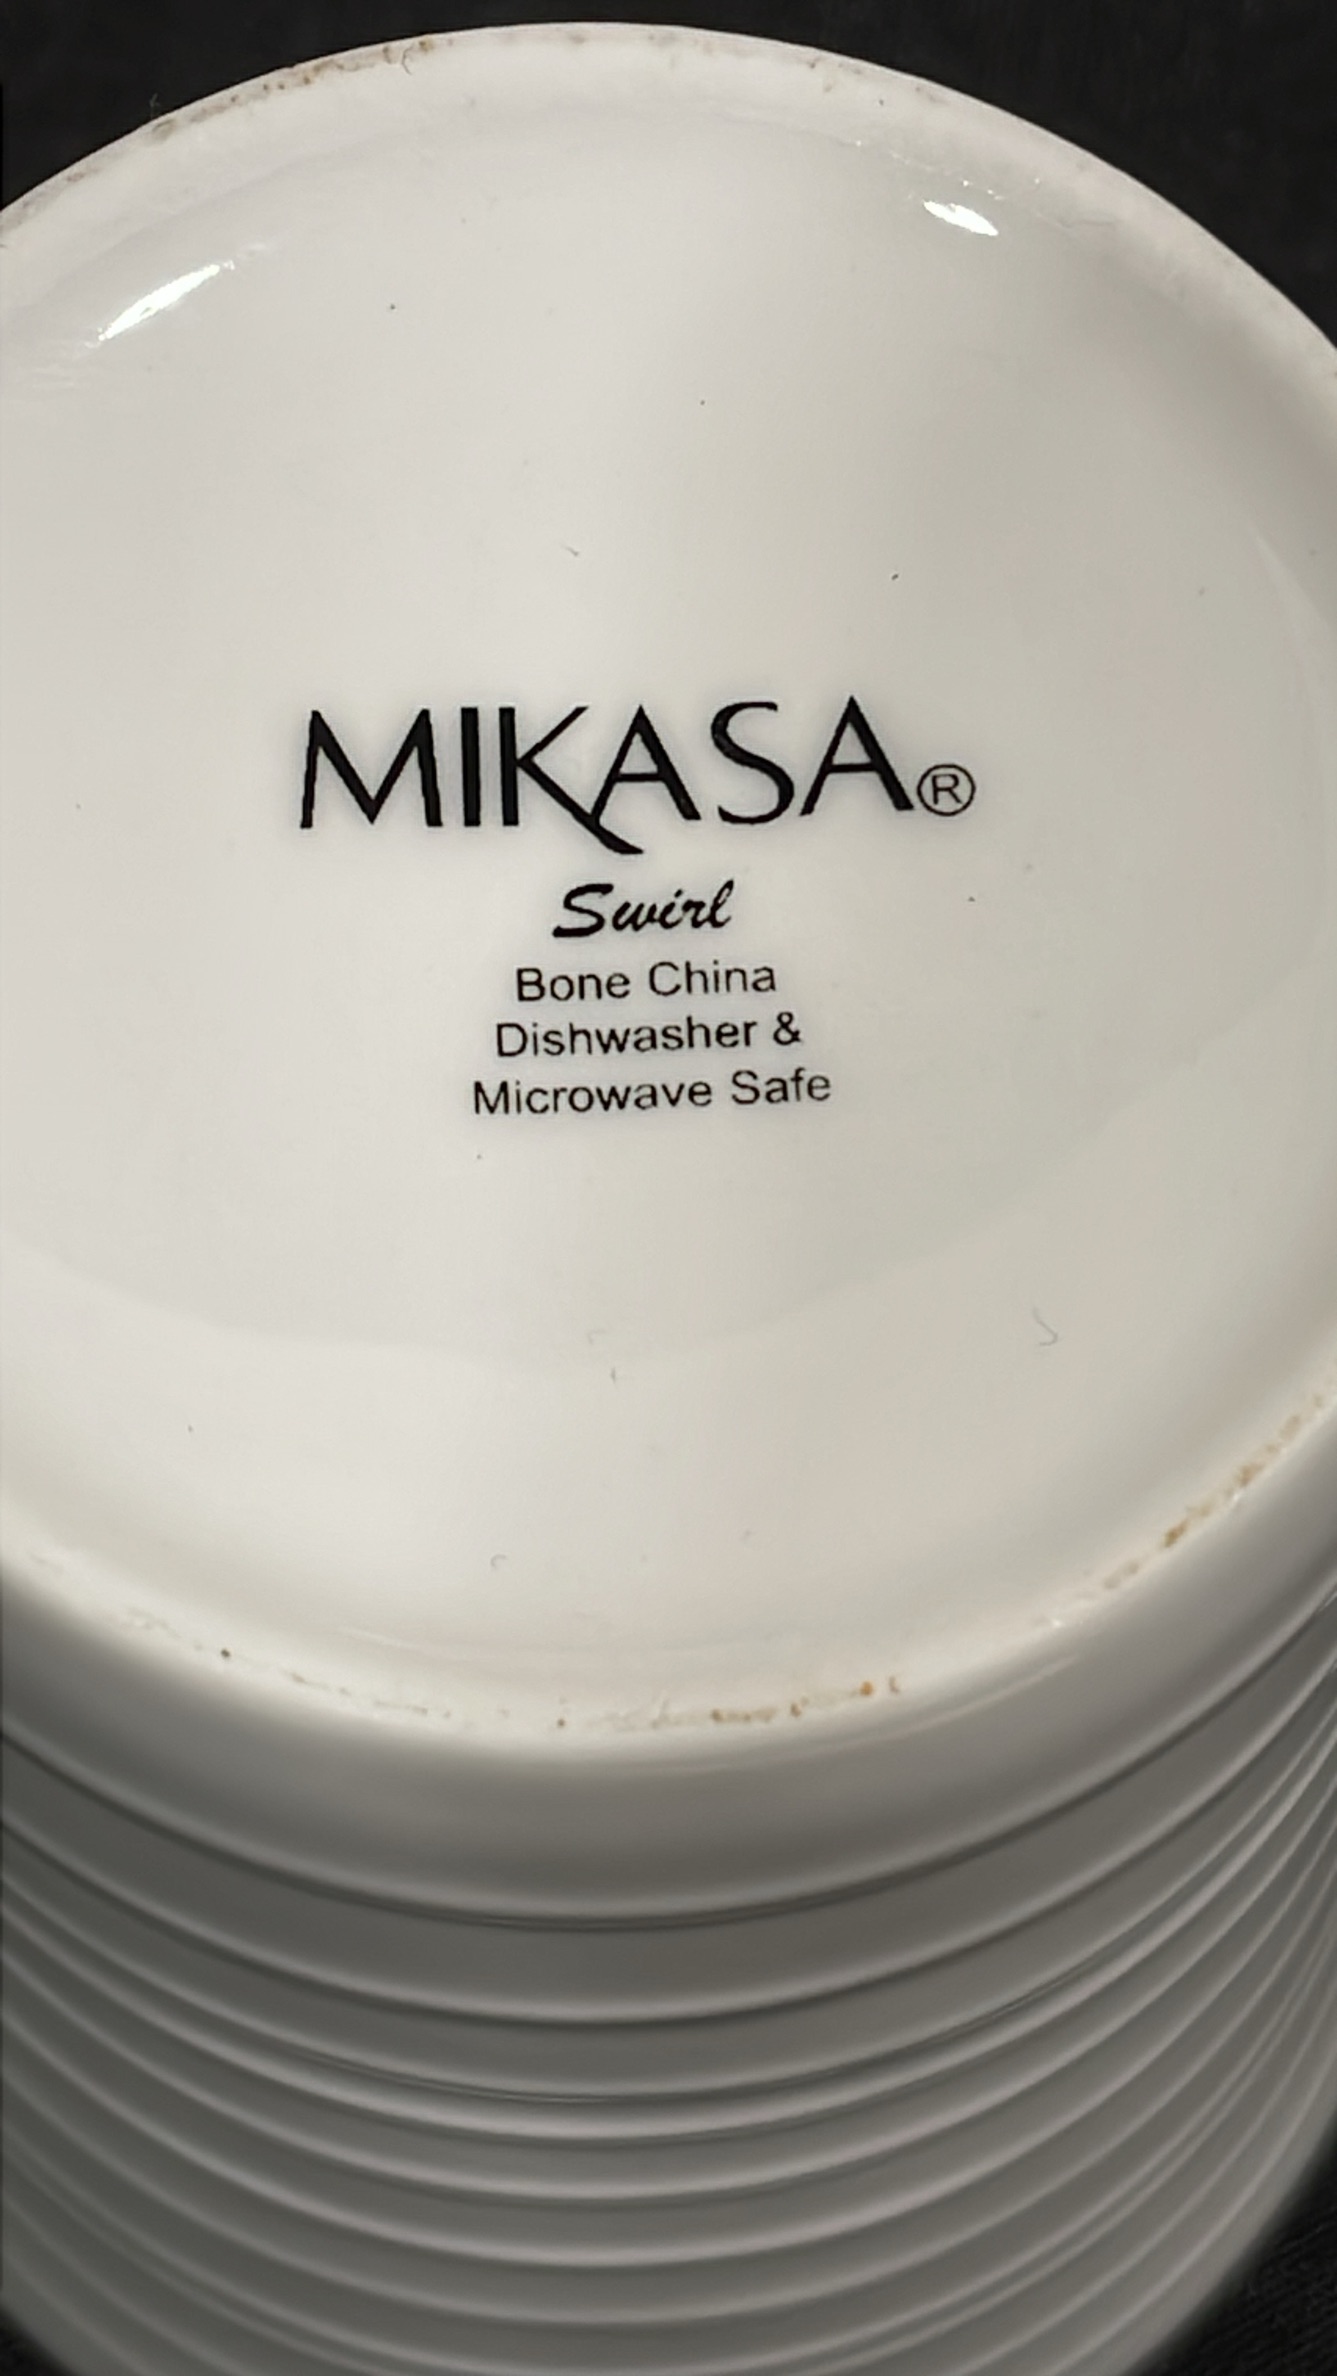 MIKASA®
Swirl
Bone China
Dishwasher &
Microwave Safe